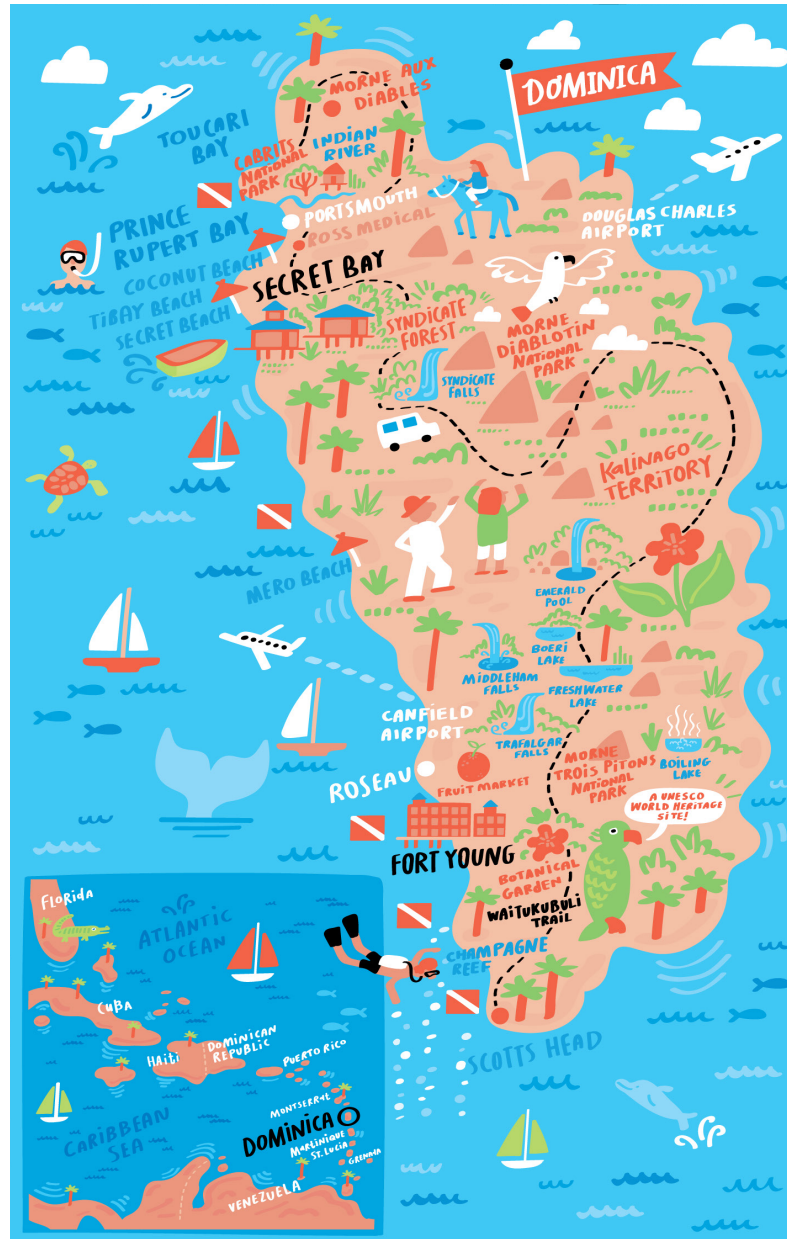 DOMINICA
MORNE AUX
DIABLES
TOUCARI
BAY
CABRITS
NATIONAL
PARK
INDIAN
RIVER
PORTSMOUTH
ROSS MEDICAL
DOUGLAS CHARLES
AIRPORT
PRINCE
RUPERT BAY
COCONUT BEACH
TIBAY BEACH
SECRET BEACH
SECRET BAY
SYNDICATE
FOREST
SYNDICATE
FALLS
MORNE
DIABLOTIN
NATIONAL
PARK
KALINAGO
TERRITORY
MERO BEACH
EMERALD
POOL
BOERI
LAKE
MIDDLEHAM
FALLS
FRESHWATER
LAKE
CANFIELD
AIRPORT
TRAFALGAR
FALLS
ROSEAU
FRUIT MARKET
MORNE
TROIS PITONS
NATIONAL
PARK
BOILING
LAKE
A UNESCO
WORLD HERITAGE
SITE!
FORT YOUNG
BOTANICAL
GARDEN
WAITUKUBULI
TRAIL
CHAMPAGNE
REEF
SCOTTS HEAD
FLORIDA
ATLANTIC
OCEAN
CUBA
HAITI
DOMINICAN
REPUBLIC
PUERTO RICO
MONTSERRAT
DOMINICA
CARIBBEAN
SEA
MARTINIQUE
ST. LUCIA
GRENADA
VENEZUELA